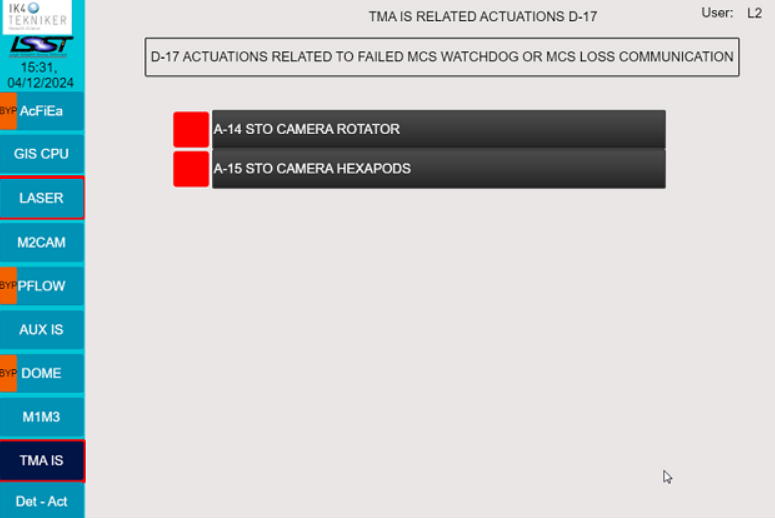 IK4
TEKNIKER
TMA IS RELATED ACTUATIONS D-17
User: L2
LSST
D-17 ACTUATIONS RELATED TO FAILED MCS WATCHDOG OR MCS LOSS COMMUNICATION
15:31,
04/12/2024
BYP AcFiEa
A-14 STO CAMERA ROTATOR
GIS CPU
A-15 STO CAMERA HEXAPODS
LASER
M2CAM
BYP PFLOW
AUX IS
BYP DOME
M1M3
TMA IS
Det - Act